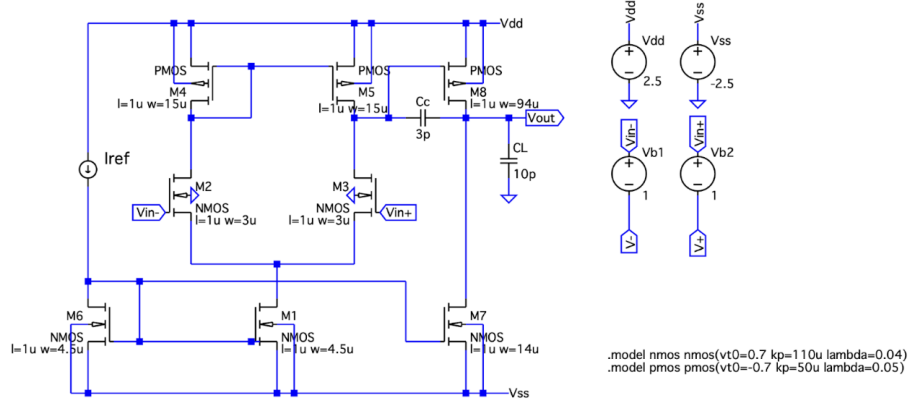 Vdd
PMOS
M4
l=1u w=15u
PMOS
M5
l=1u w=15u
PMOS
M8
l=1u w=94u
Cc
3p
Vout
CL
10p
Iref
M2
NMOS
l=1u w=3u
Vin-
M3
NMOS
l=1u w=3u
Vin+
M6
NMOS
l=1u w=4.5u
M1
NMOS
l=1u w=4.5u
M7
NMOS
l=1u w=14u
Vss
Vdd
Vdd
2.5
Vss
Vss
-2.5
Vin-
Vb1
1
V-
Vin+
Vb2
1
V+
.model nmos nmos(vt0=0.7 kp=110u lambda=0.04)
.model pmos pmos(vt0=-0.7 kp=50u lambda=0.05)